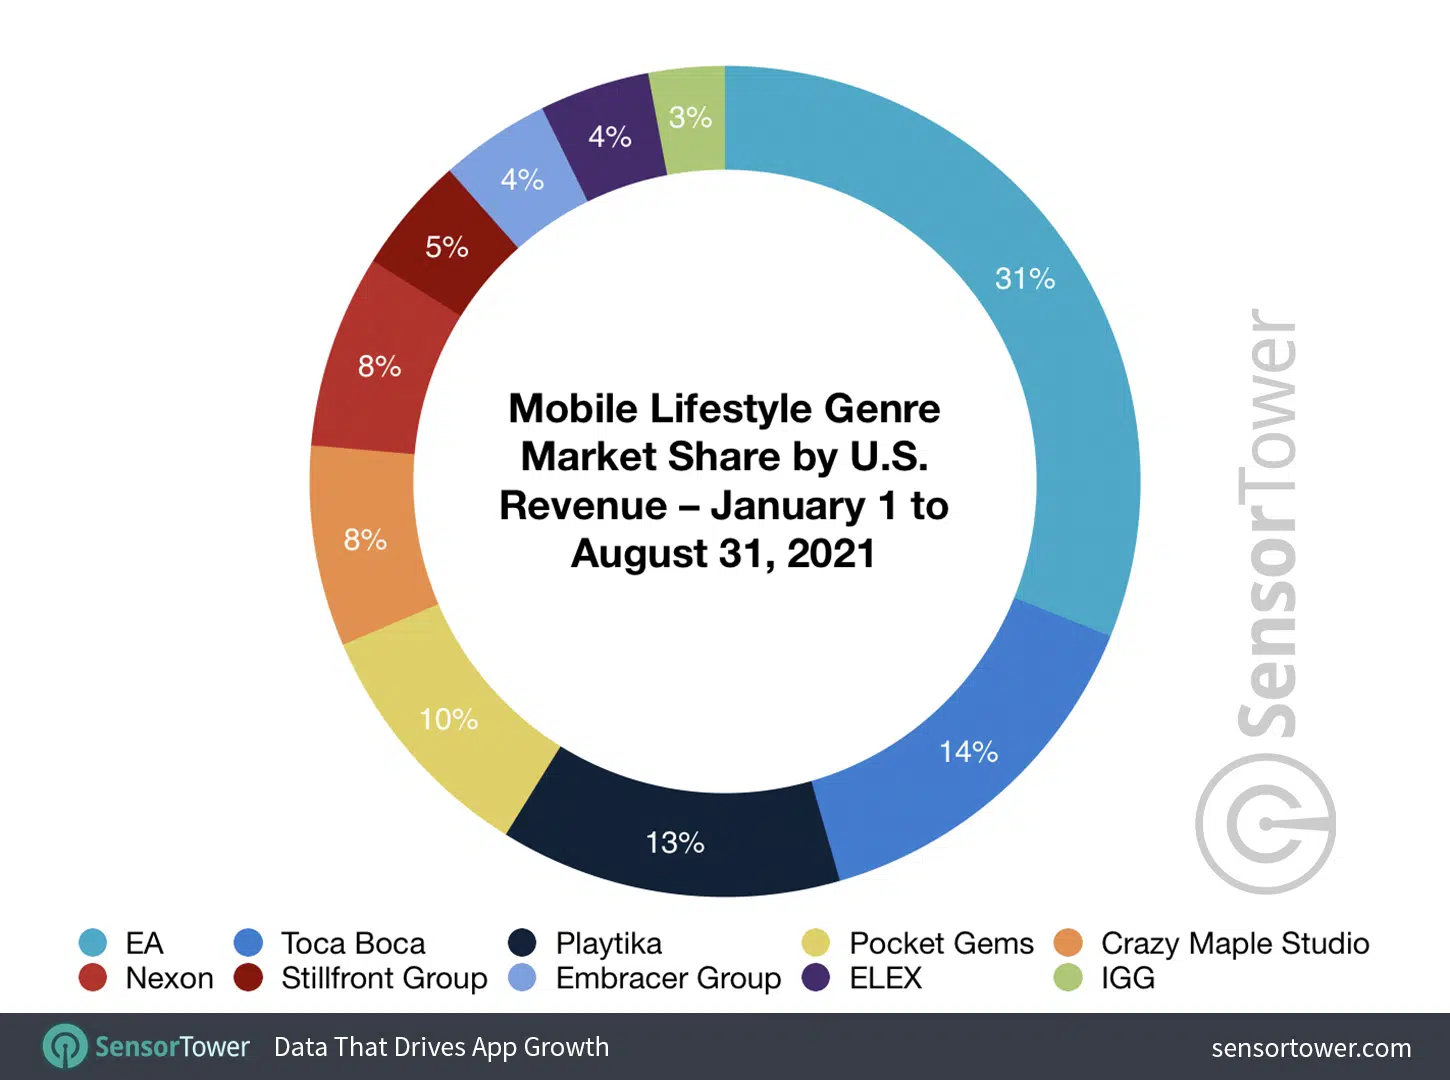 3%
4%
4%
5%
31%
8%
8%
10%
14%
13%
Mobile Lifestyle Genre
Market Share by U.S.
Revenue – January 1 to
August 31, 2021
SensorTower
EA
Toca Boca
Playtika
Pocket Gems
Crazy Maple Studio
Nexon
Stillfront Group
Embracer Group
ELEX
IGG
SensorTower
Data That Drives App Growth
sensortower.com